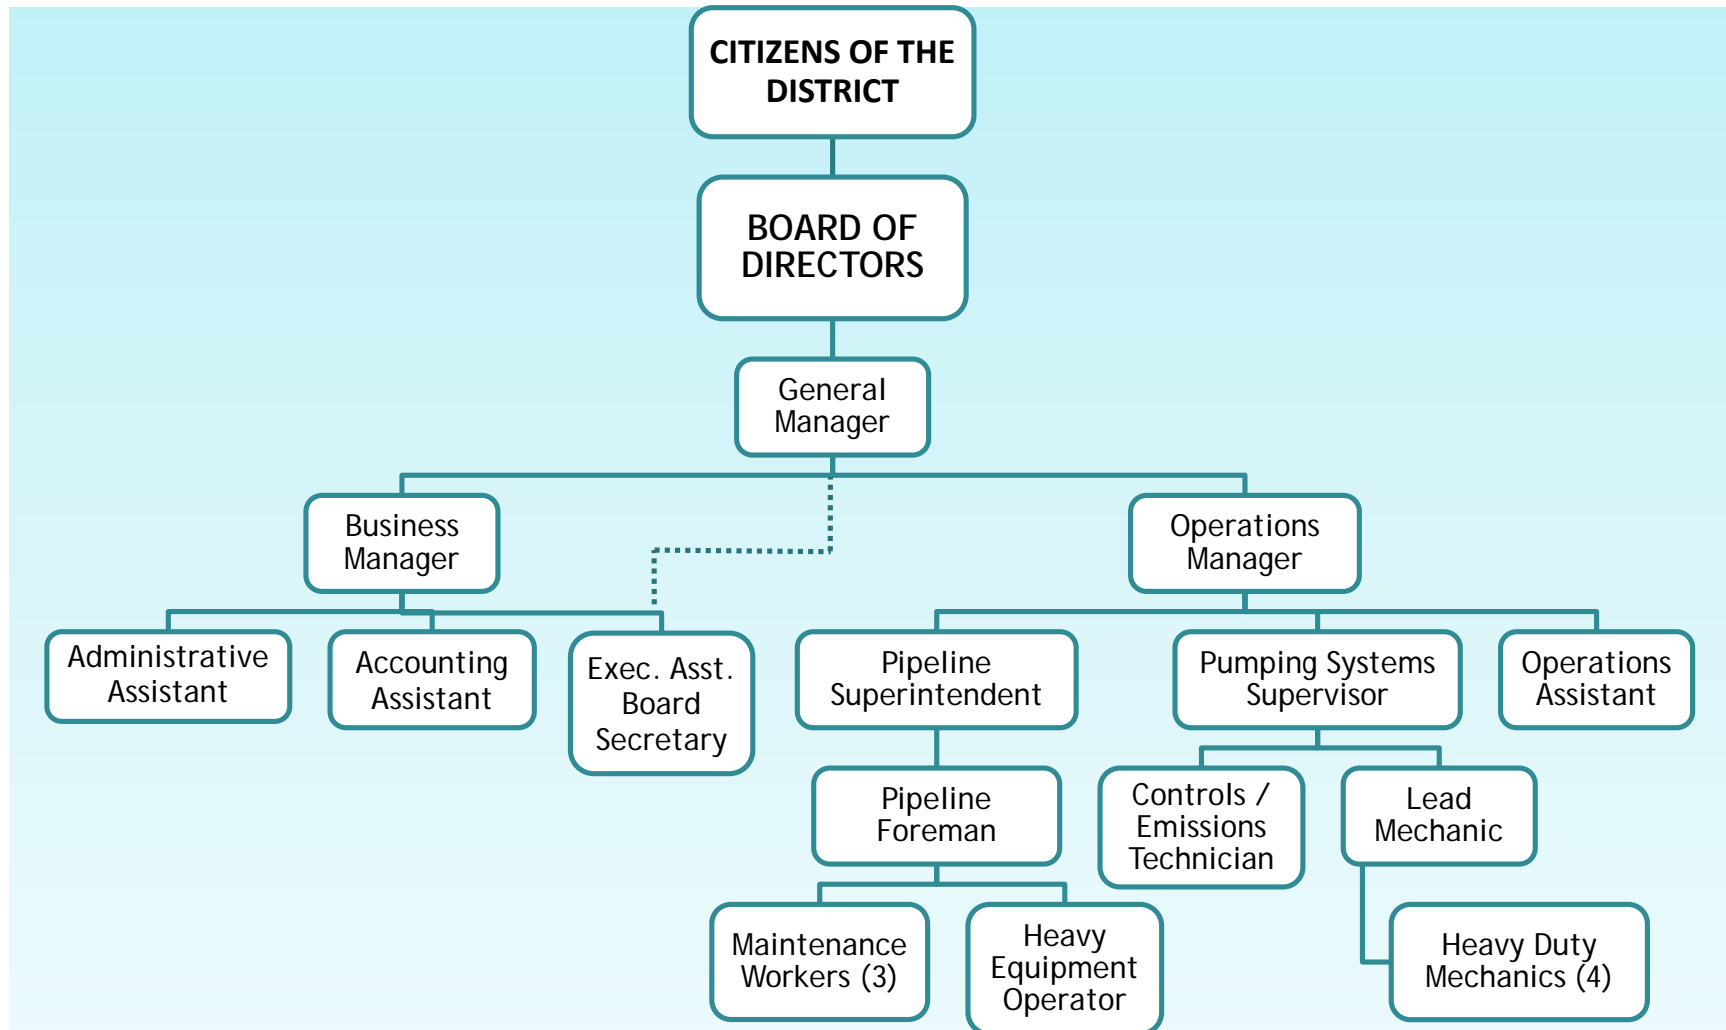 CITIZENS OF THE
DISTRICT
BOARD OF
DIRECTORS
General
Manager
Business
Manager
Operations
Manager
Administrative
Assistant
Accounting
Assistant
Exec. Asst.
Board
Secretary
Pipeline
Superintendent
Pumping Systems
Supervisor
Operations
Assistant
Pipeline
Foreman
Controls /
Emissions
Technician
Lead
Mechanic
Maintenance
Workers (3)
Heavy
Equipment
Operator
Heavy Duty
Mechanics (4)